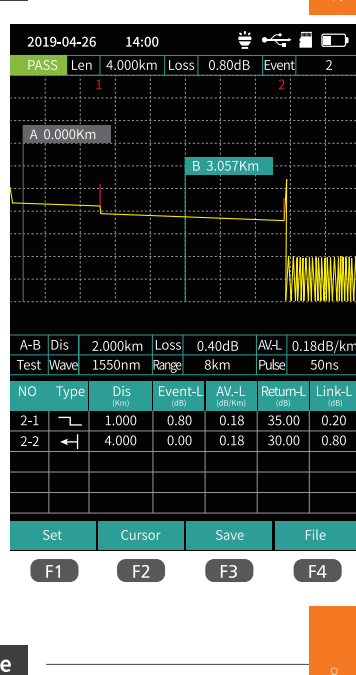 2019-04-26 14:00
PASS Len 4.000km Loss 0.80dB Event 2
1 2
A 0.000Km
B 3.057Km
A-B Dis 2.000km Loss 0.40dB AV-L 0.18dB/km
Test Wave 1550nm Range 8km Pulse 50ns
NO Type Dis Event-L AV.-L Return-L Link-L
(Km) (dB) (dB/Km) (dB) (dB)
2-1 1.000 0.80 0.18 35.00 0.20
2-2 4.000 0.00 0.18 30.00 0.80
Set Cursor Save File
F1 F2 F3 F4
e